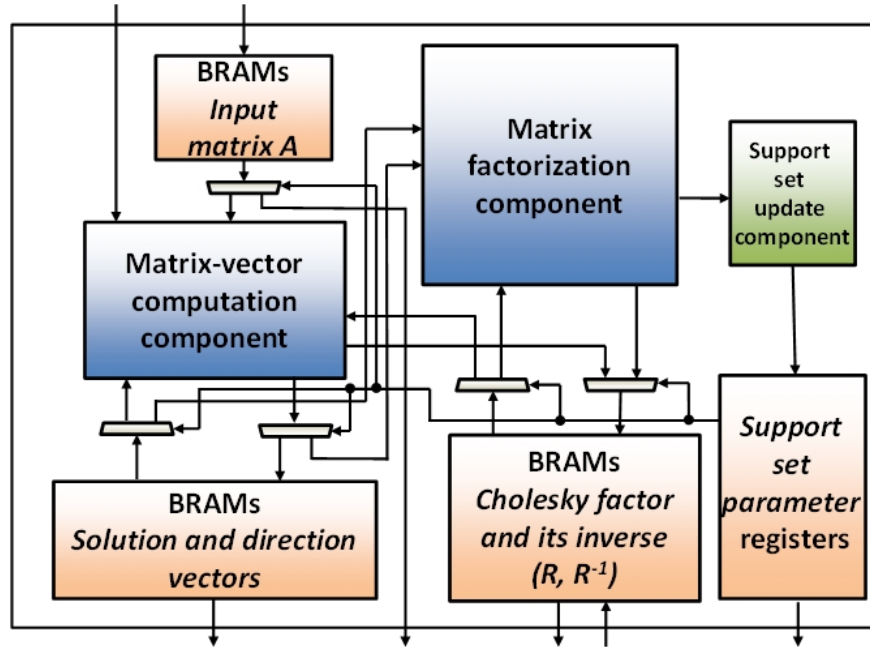 BRAMs
Input
matrix A
Matrix
factorization
component
Support
set
update
component
Matrix-vector
computation
component
BRAMs
Solution and direction
vectors
BRAMs
Cholesky factor
and its inverse
(R, R⁻¹)
Support
set
parameter
registers